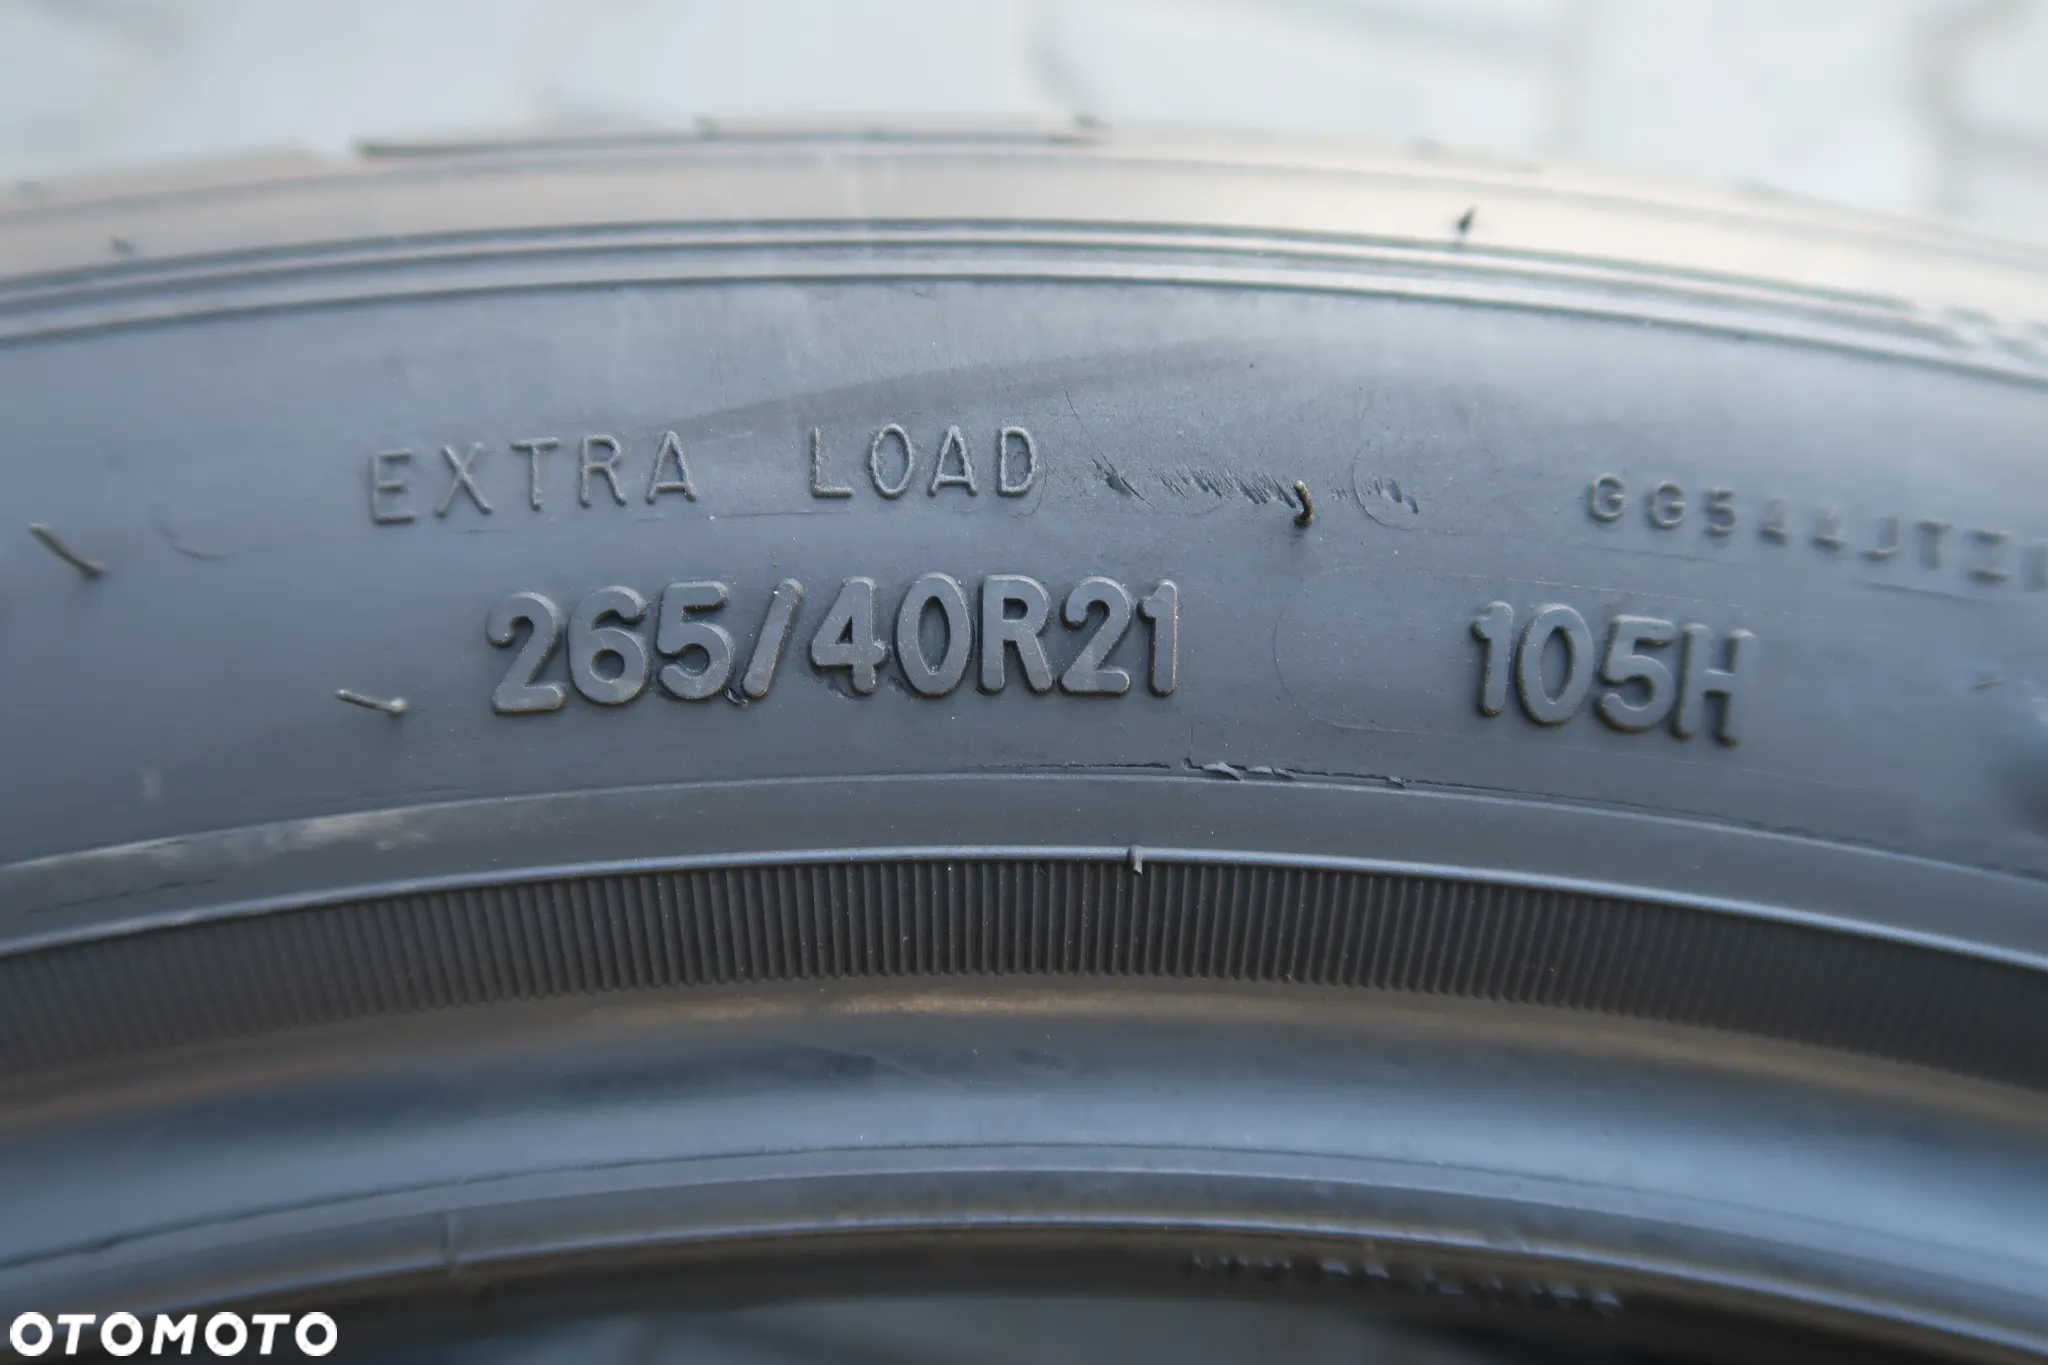 EXTRA LOAD
265/40R21 105H
OTOMOTO